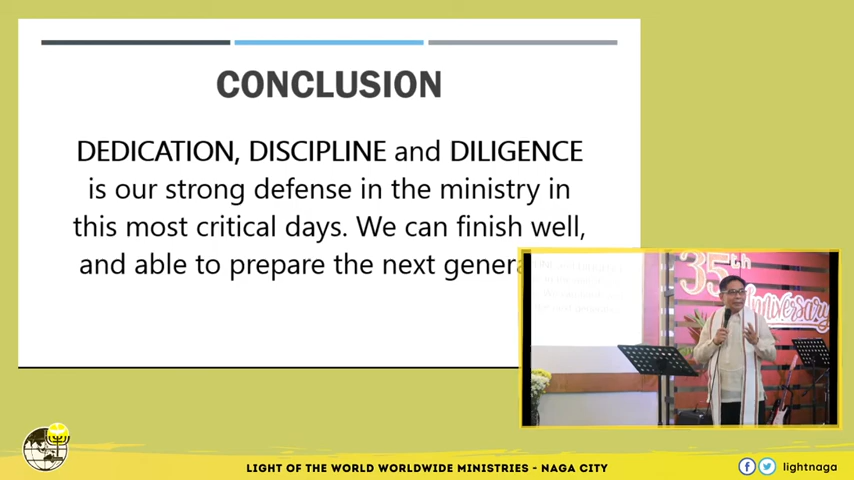 CONCLUSION
DEDICATION, DISCIPLINE and DILIGENCE
is our strong defense in the ministry in
this most critical days. We can finish well,
and able to prepare the next genera
35th
Anniversary
LIGHT OF THE WORLD WORLDWIDE MINISTRIES - NAGA CITY
lightnaga